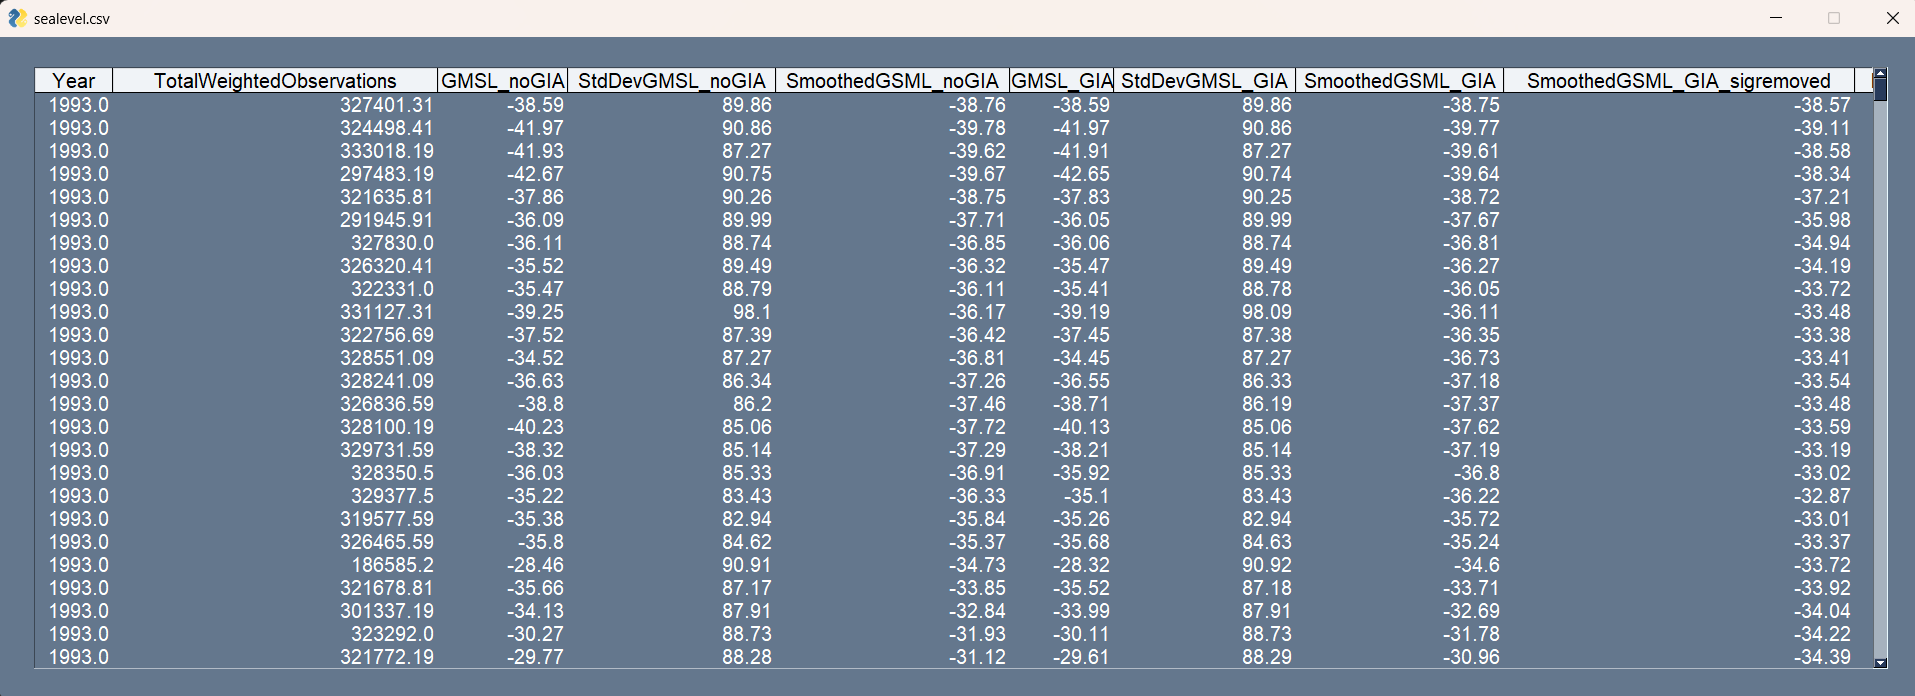 sealevel.csv
Year TotalWeightedObservations GMSL_noGIA StdDevGMSL_noGIA SmoothedGSML_noGIA GMSL_GIA StdDevGMSL_GIA SmoothedGSML_GIA SmoothedGSML_GIA_sigremoved
1993.0 327401.31 -38.59 89.86 -38.76 -38.59 89.86 -38.75 -38.57
1993.0 324498.41 -41.97 90.86 -39.78 -41.97 90.86 -39.77 -39.11
1993.0 333018.19 -41.93 87.27 -39.62 -41.91 87.27 -39.61 -38.58
1993.0 297483.19 -42.67 90.75 -39.67 -42.65 90.74 -39.64 -38.34
1993.0 321635.81 -37.86 90.26 -38.75 -37.83 90.25 -38.72 -37.21
1993.0 291945.91 -36.09 89.99 -37.71 -36.05 89.99 -37.67 -35.98
1993.0 327830.0 -36.11 88.74 -36.85 -36.06 88.74 -36.81 -34.94
1993.0 326320.41 -35.52 89.49 -36.32 -35.47 89.49 -36.27 -34.19
1993.0 322331.0 -35.47 88.79 -36.11 -35.41 88.78 -36.05 -33.72
1993.0 331127.31 -39.25 98.1 -36.17 -39.19 98.09 -36.11 -33.48
1993.0 322756.69 -37.52 87.39 -36.42 -37.45 87.38 -36.35 -33.38
1993.0 328551.09 -34.52 87.27 -36.81 -34.45 87.27 -36.73 -33.41
1993.0 328241.09 -36.63 86.34 -37.26 -36.55 86.33 -37.18 -33.54
1993.0 326836.59 -38.8 86.2 -37.46 -38.71 86.19 -37.37 -33.48
1993.0 328100.19 -40.23 85.06 -37.72 -40.13 85.06 -37.62 -33.59
1993.0 329731.59 -38.32 85.14 -37.29 -38.21 85.14 -37.19 -33.19
1993.0 328350.5 -36.03 85.33 -36.91 -35.92 85.33 -36.8 -33.02
1993.0 329377.5 -35.22 83.43 -36.33 -35.1 83.43 -36.22 -32.87
1993.0 319577.59 -35.38 82.94 -35.84 -35.26 82.94 -35.72 -33.01
1993.0 326465.59 -35.8 84.62 -35.37 -35.68 84.63 -35.24 -33.37
1993.0 186585.2 -28.46 90.91 -34.73 -28.32 90.92 -34.6 -33.72
1993.0 321678.81 -35.66 87.17 -33.85 -35.52 87.18 -33.71 -33.92
1993.0 301337.19 -34.13 87.91 -32.84 -33.99 87.91 -32.69 -34.04
1993.0 323292.0 -30.27 88.73 -31.93 -30.11 88.73 -31.78 -34.22
1993.0 321772.19 -29.77 88.28 -31.12 -29.61 88.29 -30.96 -34.39